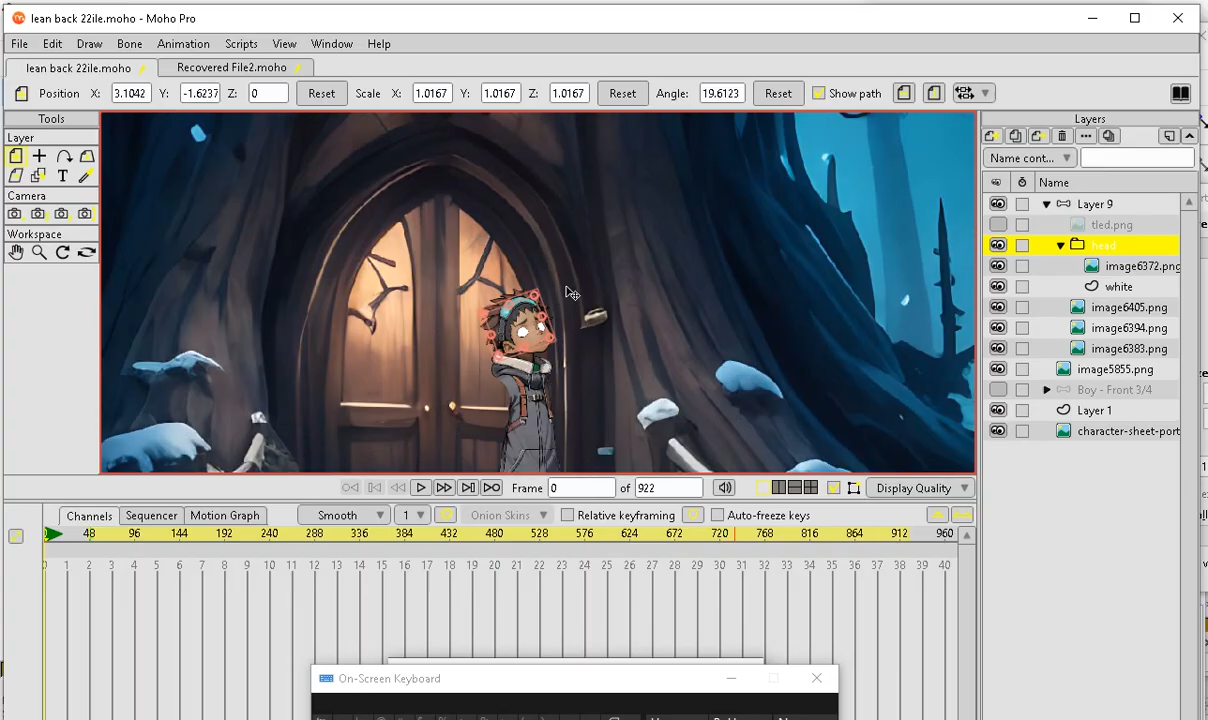 lean back 22ile.moho - Moho Pro
File Edit Draw Bone Animation Scripts View Window Help
lean back 22ile.moho Recovered File2.moho
Position X: 3.1042 Y: -1.6237 Z: 0 Reset Scale X: 1.0167 Y: 1.0167 Z: 1.0167 Reset Angle: 19.6123 Reset Show path
Tools
Layer
Camera
Workspace
Layers
Name cont...
Name
Layer 9
tled.png
head
image6372.png
white
image6405.png
image6394.png
image6383.png
image5855.png
Boy - Front 3/4
Layer 1
character-sheet-port
Frame 0 of 922 Display Quality
Channels Sequencer Motion Graph Smooth 1 Onion Skins Relative keyframing Auto-freeze keys
48 96 144 192 240 288 336 384 432 480 528 576 624 672 720 768 816 864 912 960
0 1 2 3 4 5 6 7 8 9 10 11 12 13 14 15 16 17 18 19 20 21 22 23 24 25 26 27 28 29 30 31 32 33 34 35 36 37 38 39 40
On-Screen Keyboard